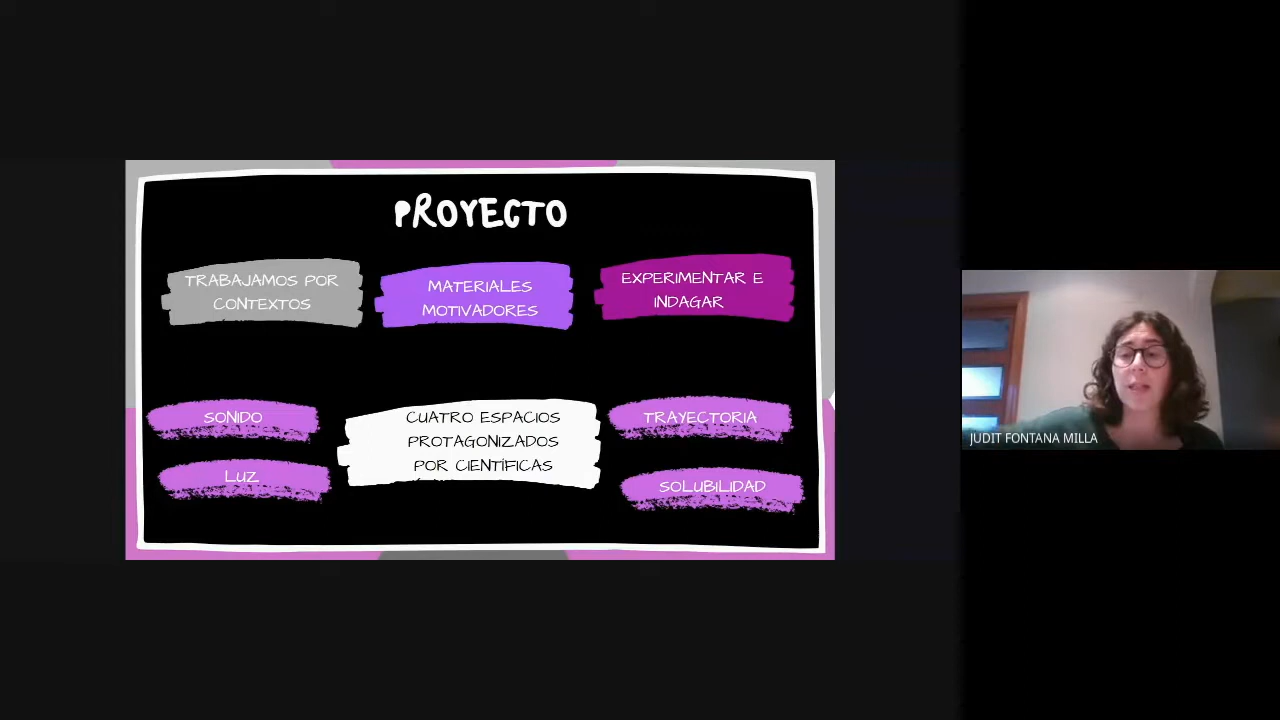 PROYECTO
TRABAJAMOS POR
CONTEXTOS
MATERIALES
MOTIVADORES
EXPERIMENTAR E
INDAGAR
SONIDO
LUZ
CUATRO ESPACIOS
PROTAGONIZADOS
POR CIENTÍFICAS
TRAYECTORIA
SOLUBILIDAD
JUDIT FONTANA MILLA